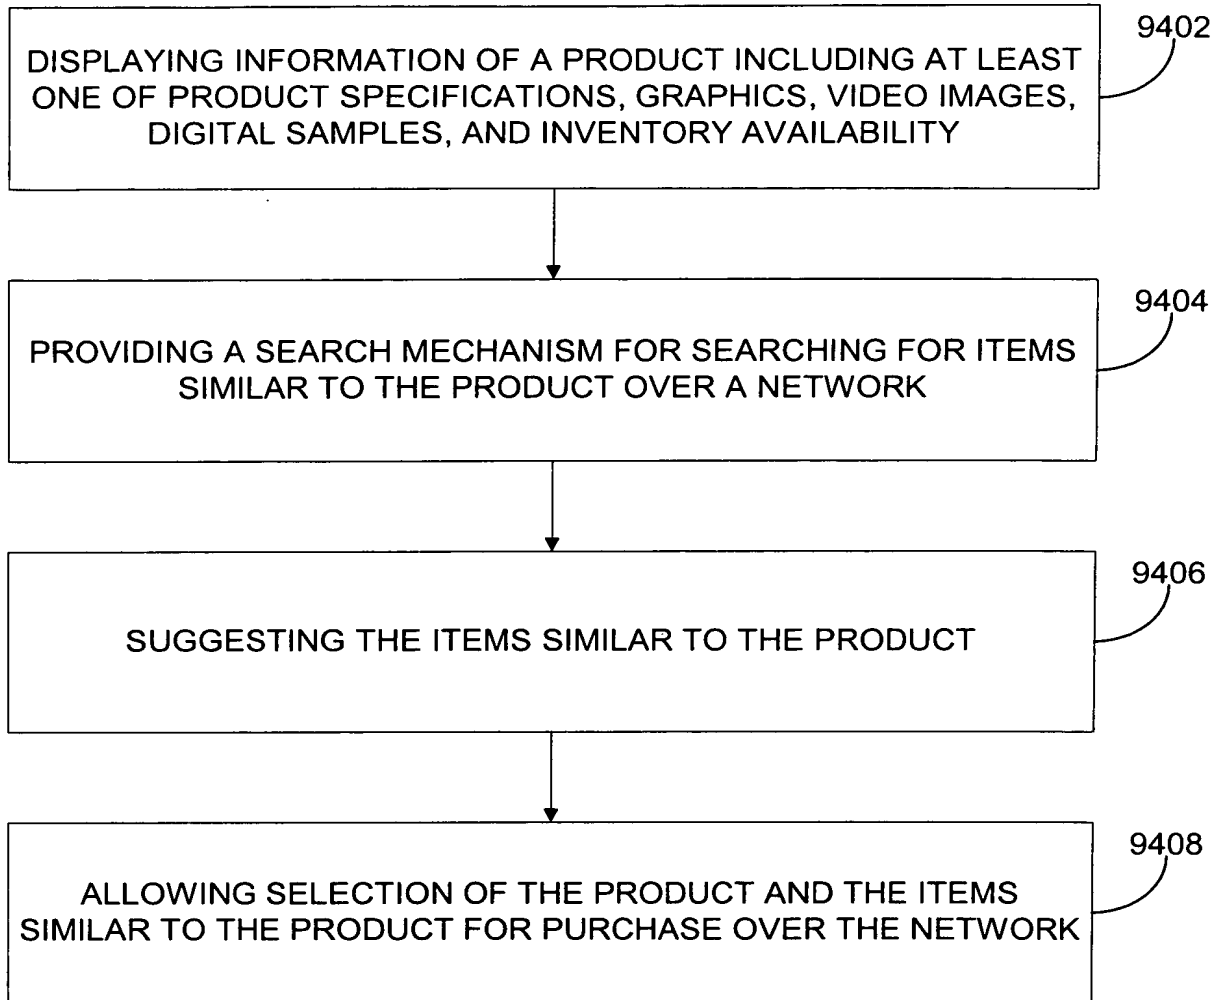 9402
DISPLAYING INFORMATION OF A PRODUCT INCLUDING AT LEAST
ONE OF PRODUCT SPECIFICATIONS, GRAPHICS, VIDEO IMAGES,
DIGITAL SAMPLES, AND INVENTORY AVAILABILITY
9404
PROVIDING A SEARCH MECHANISM FOR SEARCHING FOR ITEMS
SIMILAR TO THE PRODUCT OVER A NETWORK
9406
SUGGESTING THE ITEMS SIMILAR TO THE PRODUCT
9408
ALLOWING SELECTION OF THE PRODUCT AND THE ITEMS
SIMILAR TO THE PRODUCT FOR PURCHASE OVER THE NETWORK